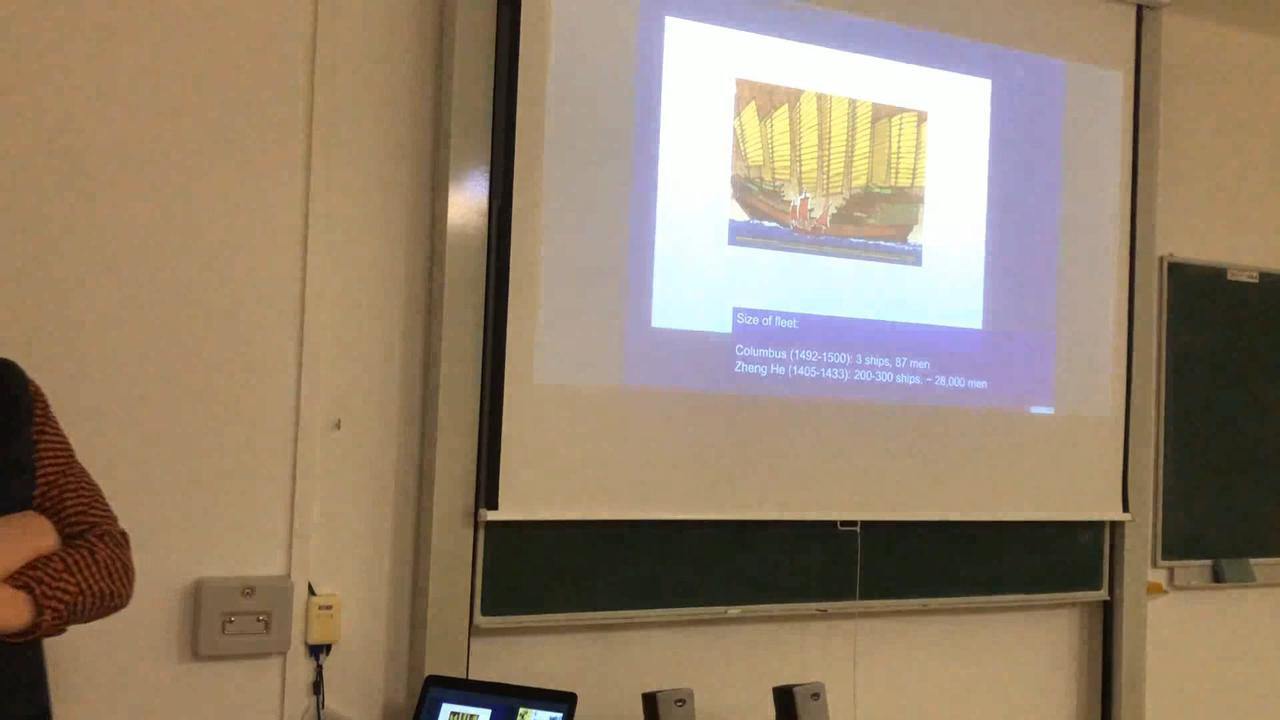 Size of fleet:
Columbus (1492-1500): 3 ships, 87 men
Zheng He (1405-1433): 200-300 ships. ~ 28,000 men